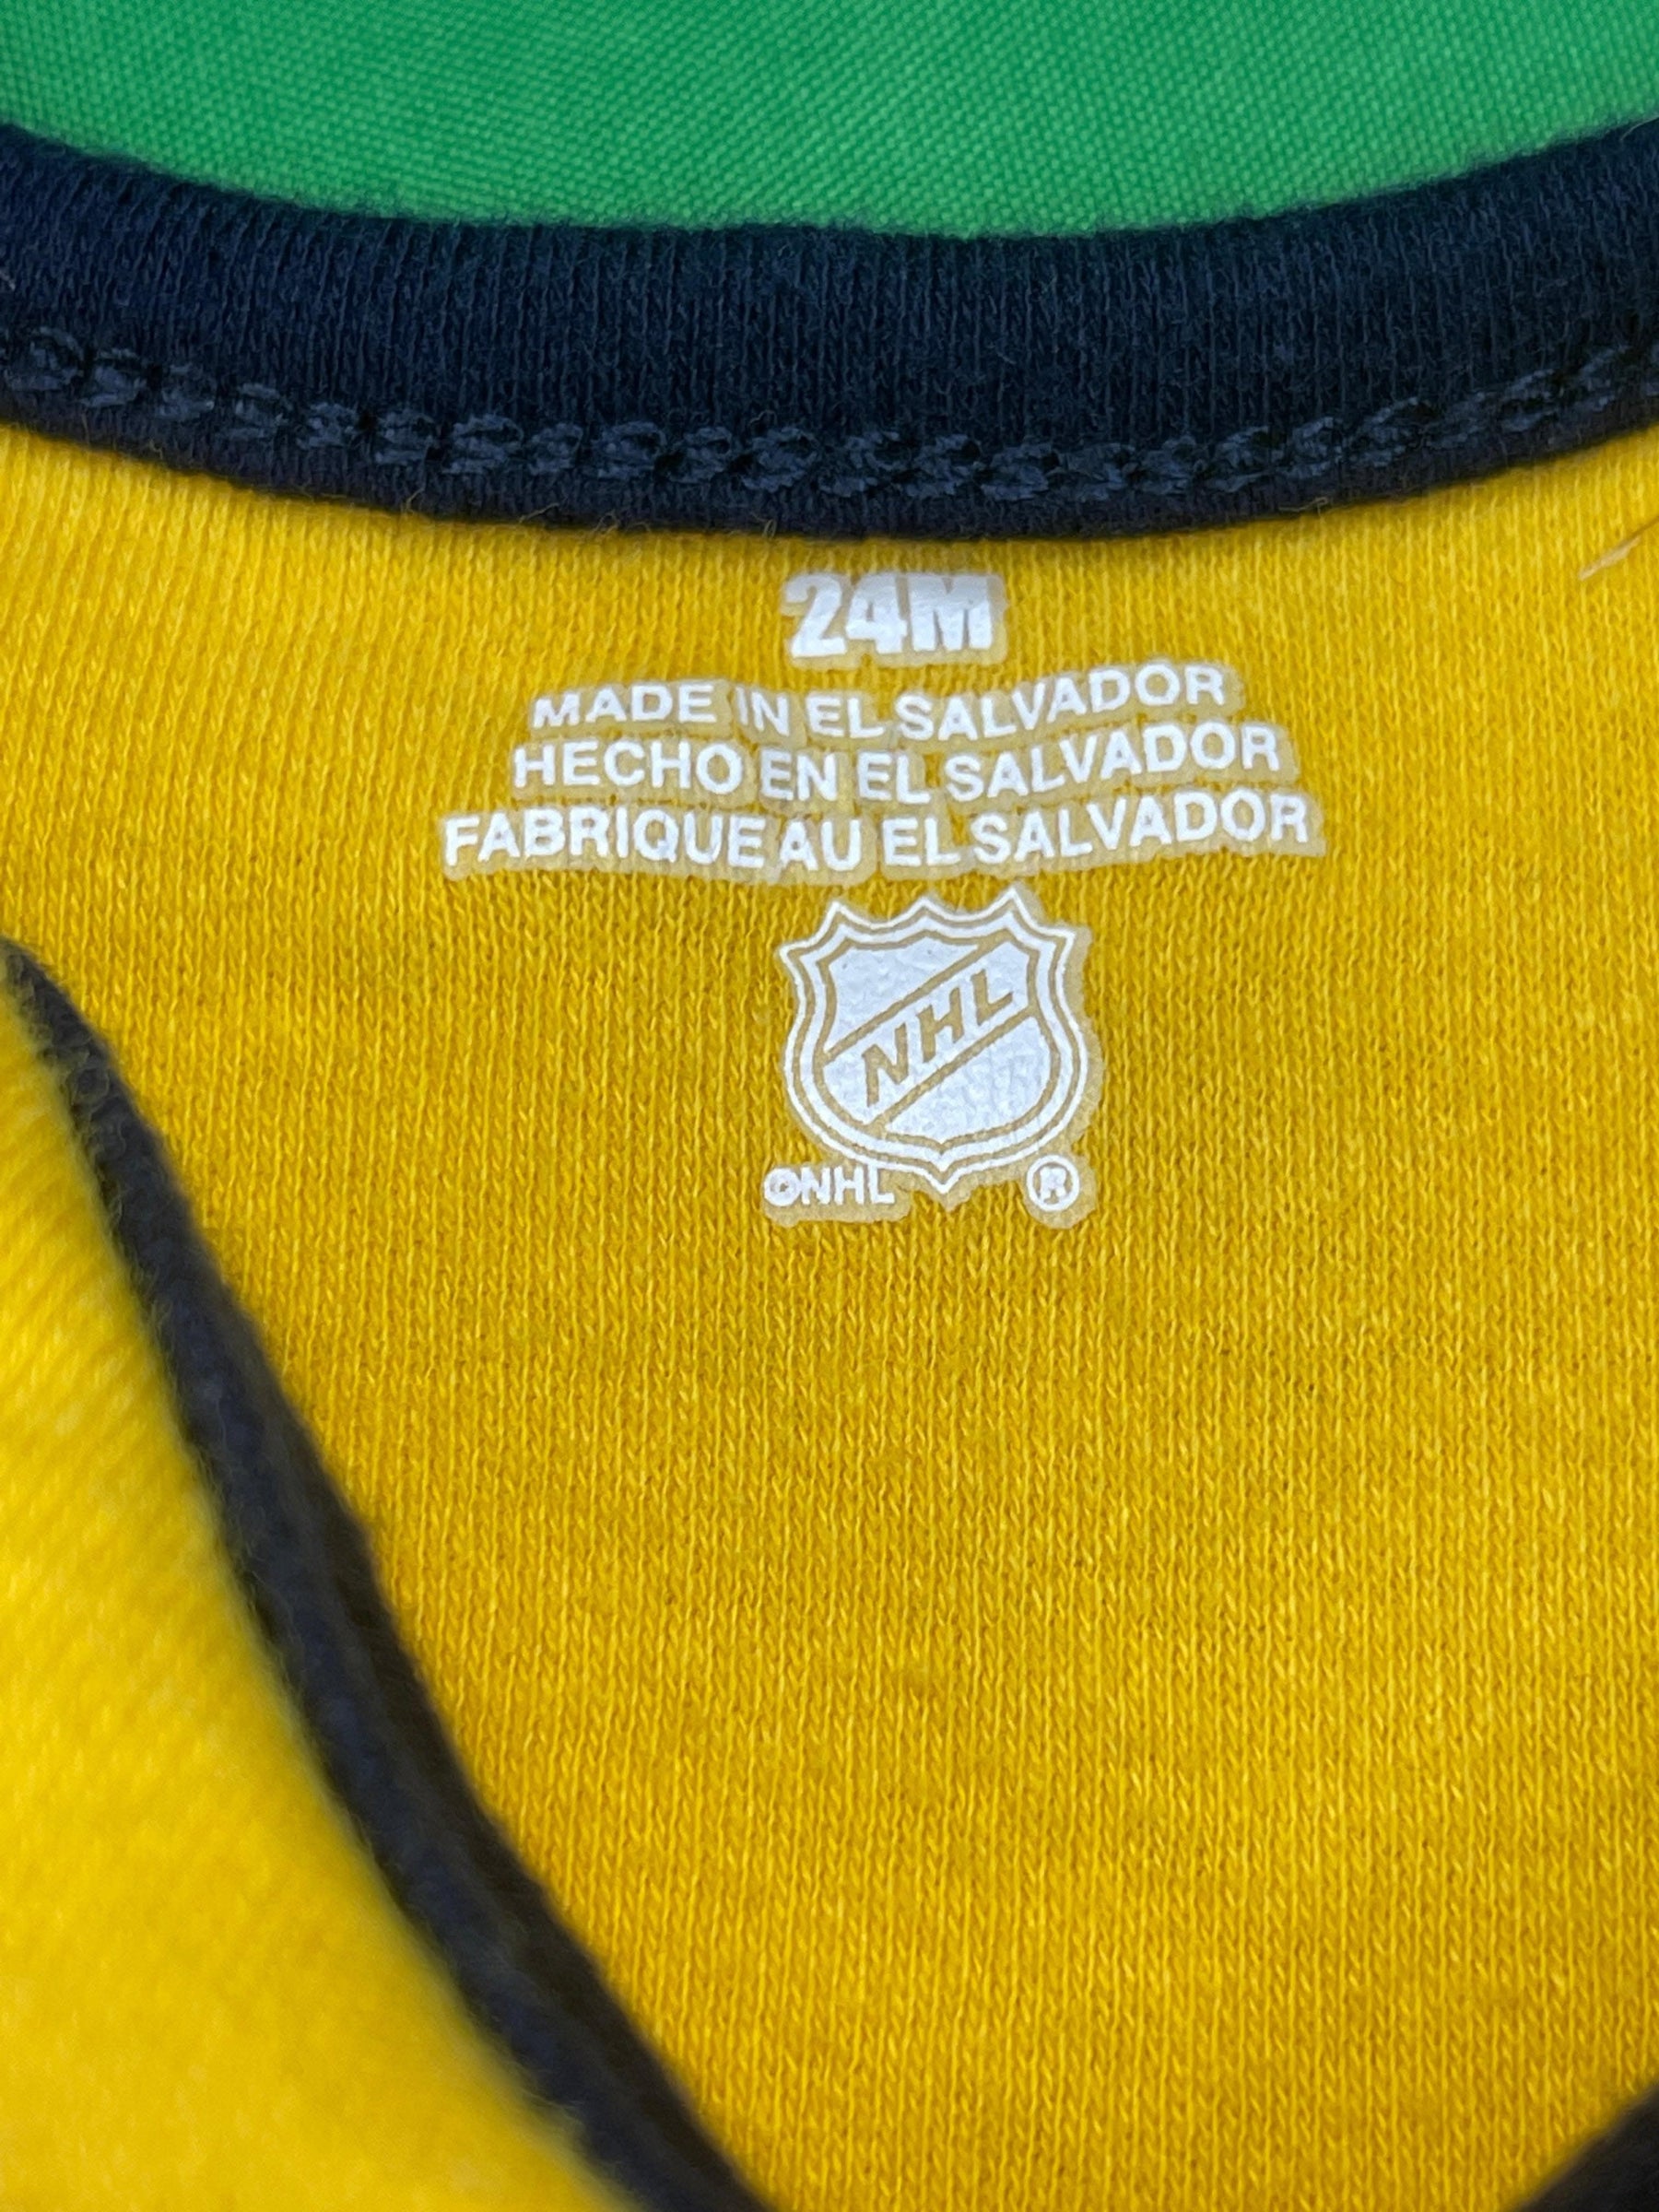 24M
MADE IN EL SALVADOR
HECHO EN EL SALVADOR
FABRIQUE AU EL SALVADOR
NHL
©NHL ®